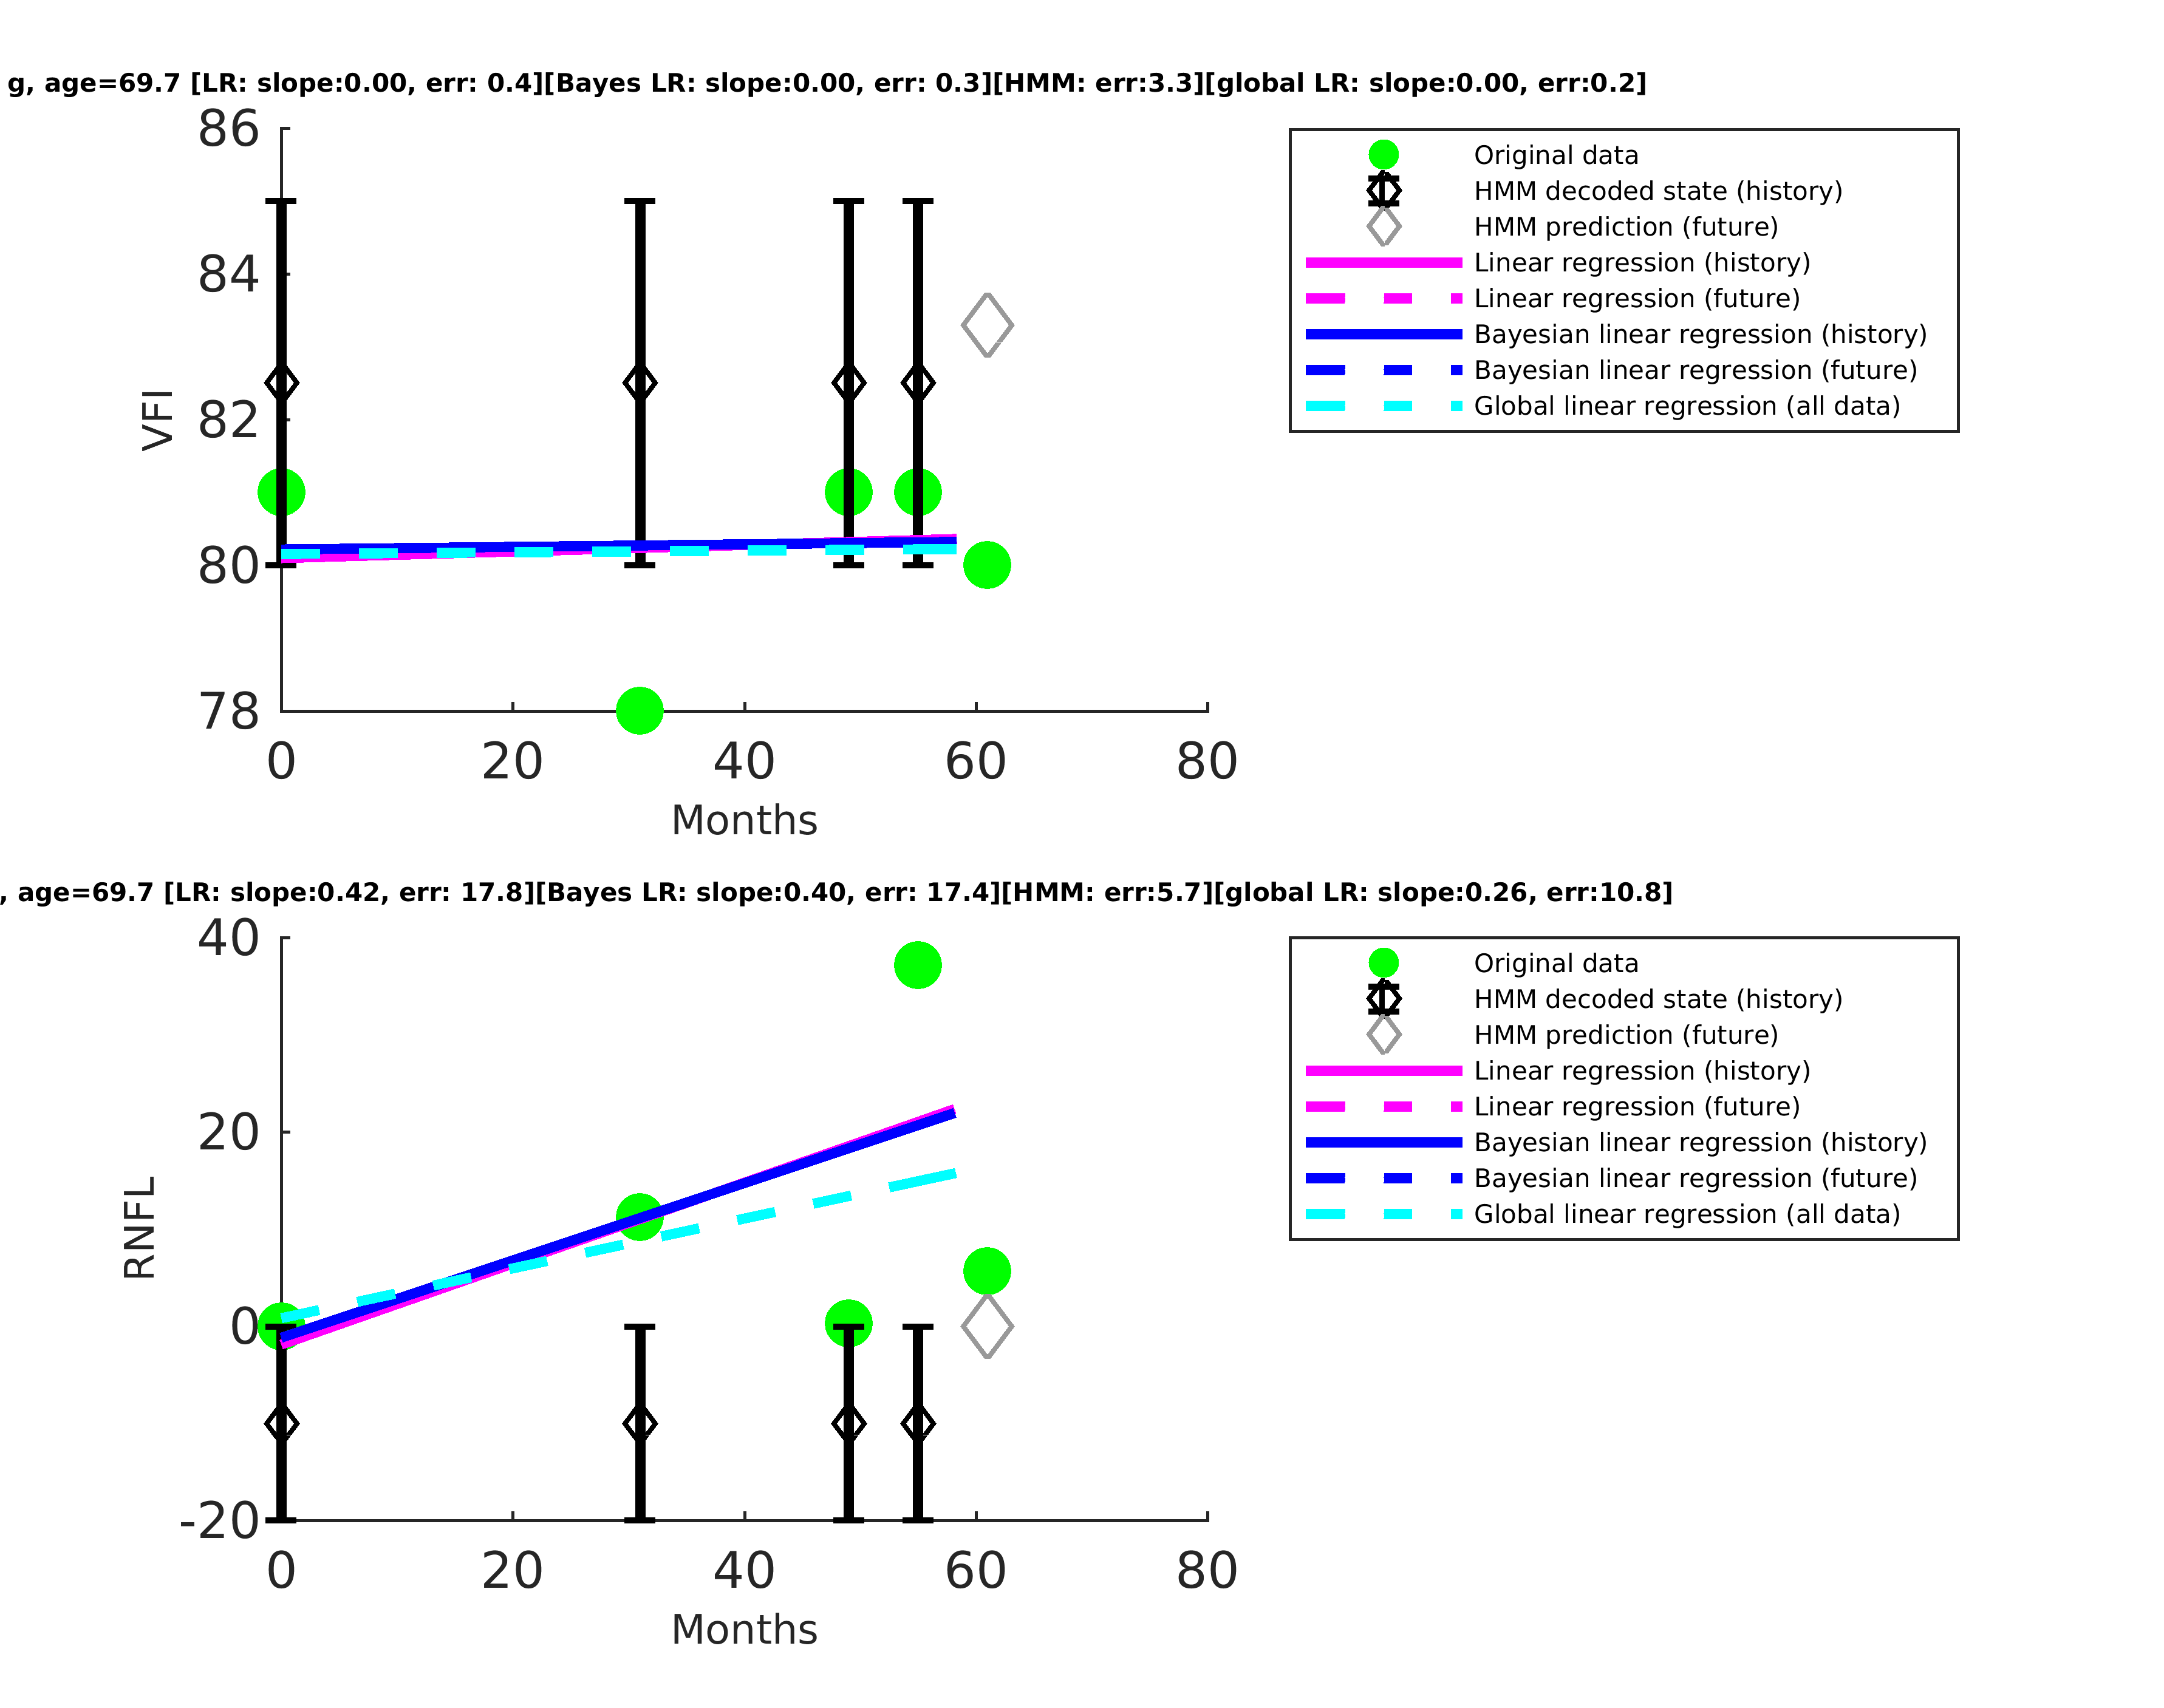 g, age=69.7 [LR: slope:0.00, err: 0.4][Bayes LR: slope:0.00, err: 0.3][HMM: err:3.3][global LR: slope:0.00, err:0.2]
86
84
82
80
78
VFI
0 20 40 60 80
Months
Original data
HMM decoded state (history)
HMM prediction (future)
Linear regression (history)
Linear regression (future)
Bayesian linear regression (history)
Bayesian linear regression (future)
Global linear regression (all data)
, age=69.7 [LR: slope:0.42, err: 17.8][Bayes LR: slope:0.40, err: 17.4][HMM: err:5.7][global LR: slope:0.26, err:10.8]
40
20
0
-20
RNFL
0 20 40 60 80
Months
Original data
HMM decoded state (history)
HMM prediction (future)
Linear regression (history)
Linear regression (future)
Bayesian linear regression (history)
Bayesian linear regression (future)
Global linear regression (all data)